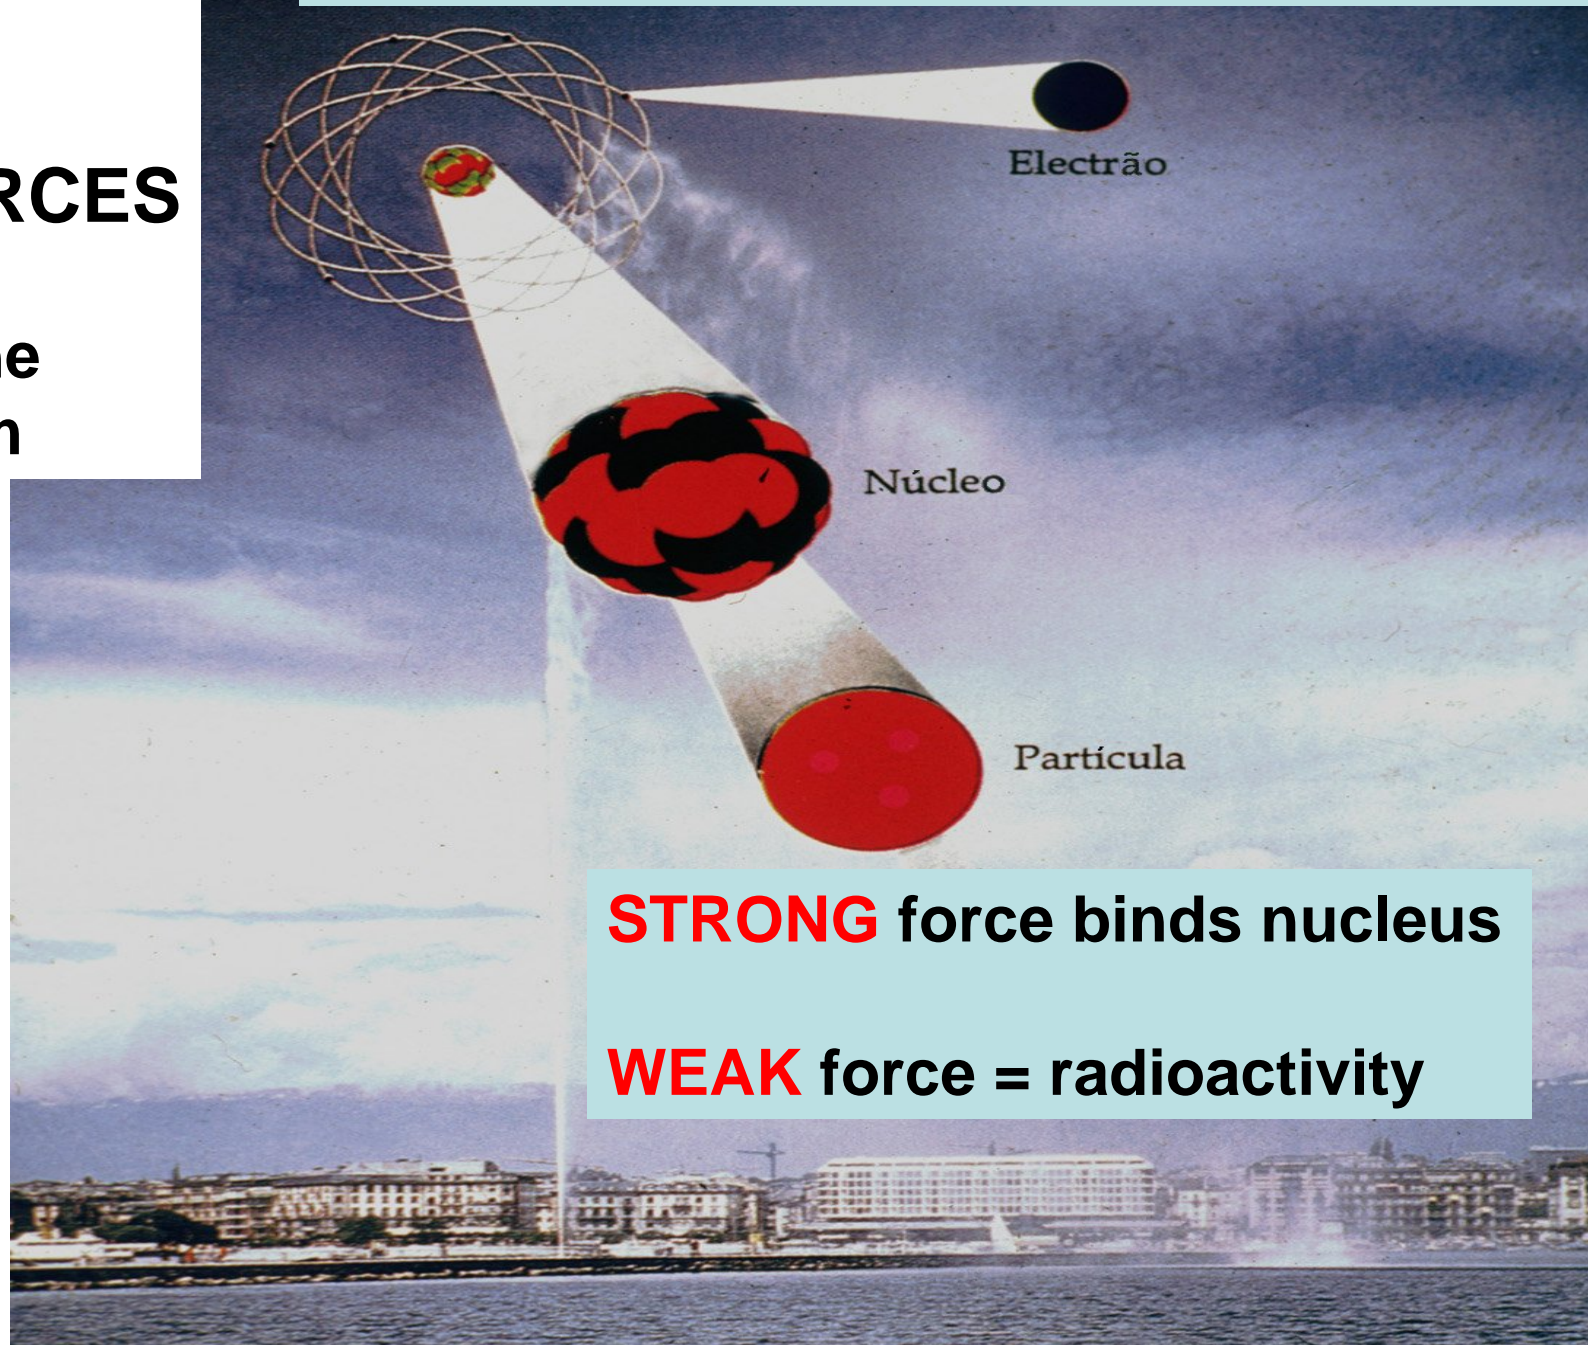 RCES
Electrão
Núcleo
Partícula
STRONG force binds nucleus
WEAK force = radioactivity